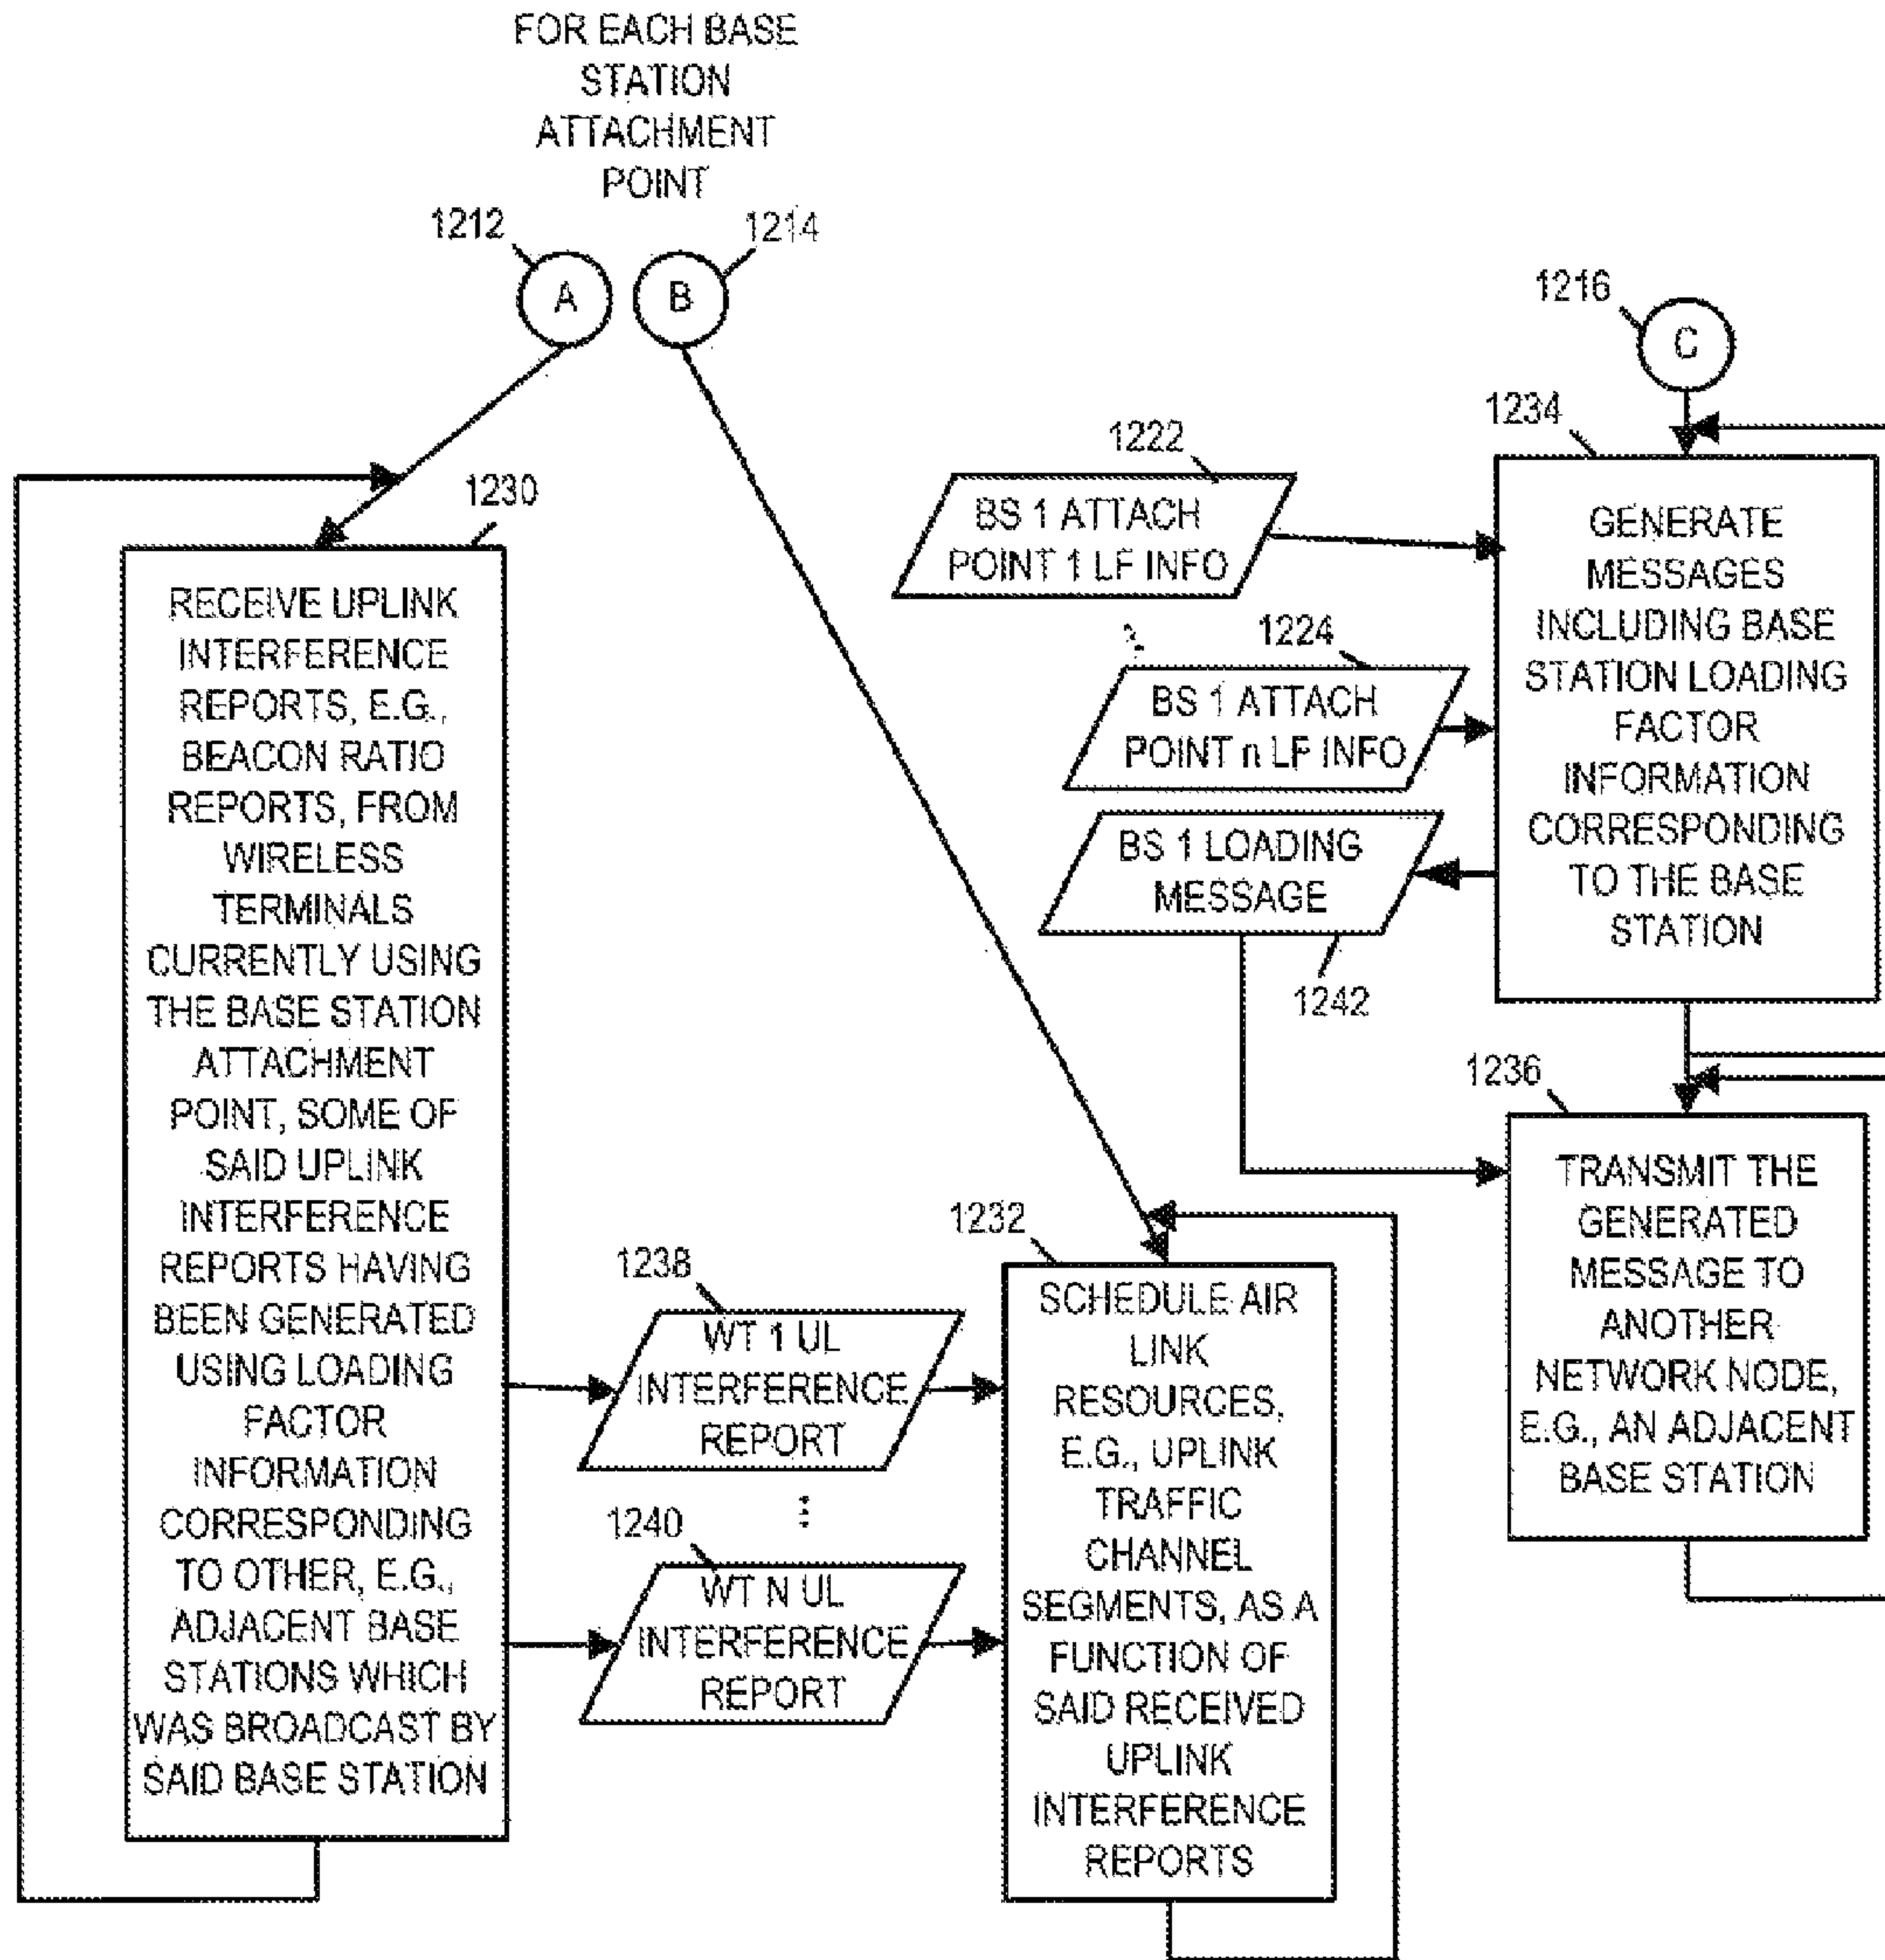 FOR EACH BASE
STATION
ATTACHMENT
POINT
1212
1214
A
B
1216
C
1230
RECEIVE UPLINK
INTERFERENCE
REPORTS, E.G.,
BEACON RATIO
REPORTS, FROM
WIRELESS
TERMINALS
CURRENTLY USING
THE BASE STATION
ATTACHMENT
POINT, SOME OF
SAID UPLINK
INTERFERENCE
REPORTS HAVING
BEEN GENERATED
USING LOADING
FACTOR
INFORMATION
CORRESPONDING
TO OTHER, E.G.,
ADJACENT BASE
STATIONS WHICH
WAS BROADCAST BY
SAID BASE STATION
1222
BS 1 ATTACH
POINT 1 LF INFO
1224
BS 1 ATTACH
POINT n LF INFO
BS 1 LOADING
MESSAGE
1242
1234
GENERATE
MESSAGES
INCLUDING BASE
STATION LOADING
FACTOR
INFORMATION
CORRESPONDING
TO THE BASE
STATION
1236
TRANSMIT THE
GENERATED
MESSAGE TO
ANOTHER
NETWORK NODE,
E.G., AN ADJACENT
BASE STATION
1238
WT 1 UL
INTERFERENCE
REPORT
⋮
1240
WT N UL
INTERFERENCE
REPORT
1232
SCHEDULE AIR
LINK
RESOURCES,
E.G., UPLINK
TRAFFIC
CHANNEL
SEGMENTS, AS A
FUNCTION OF
SAID RECEIVED
UPLINK
INTERFERENCE
REPORTS